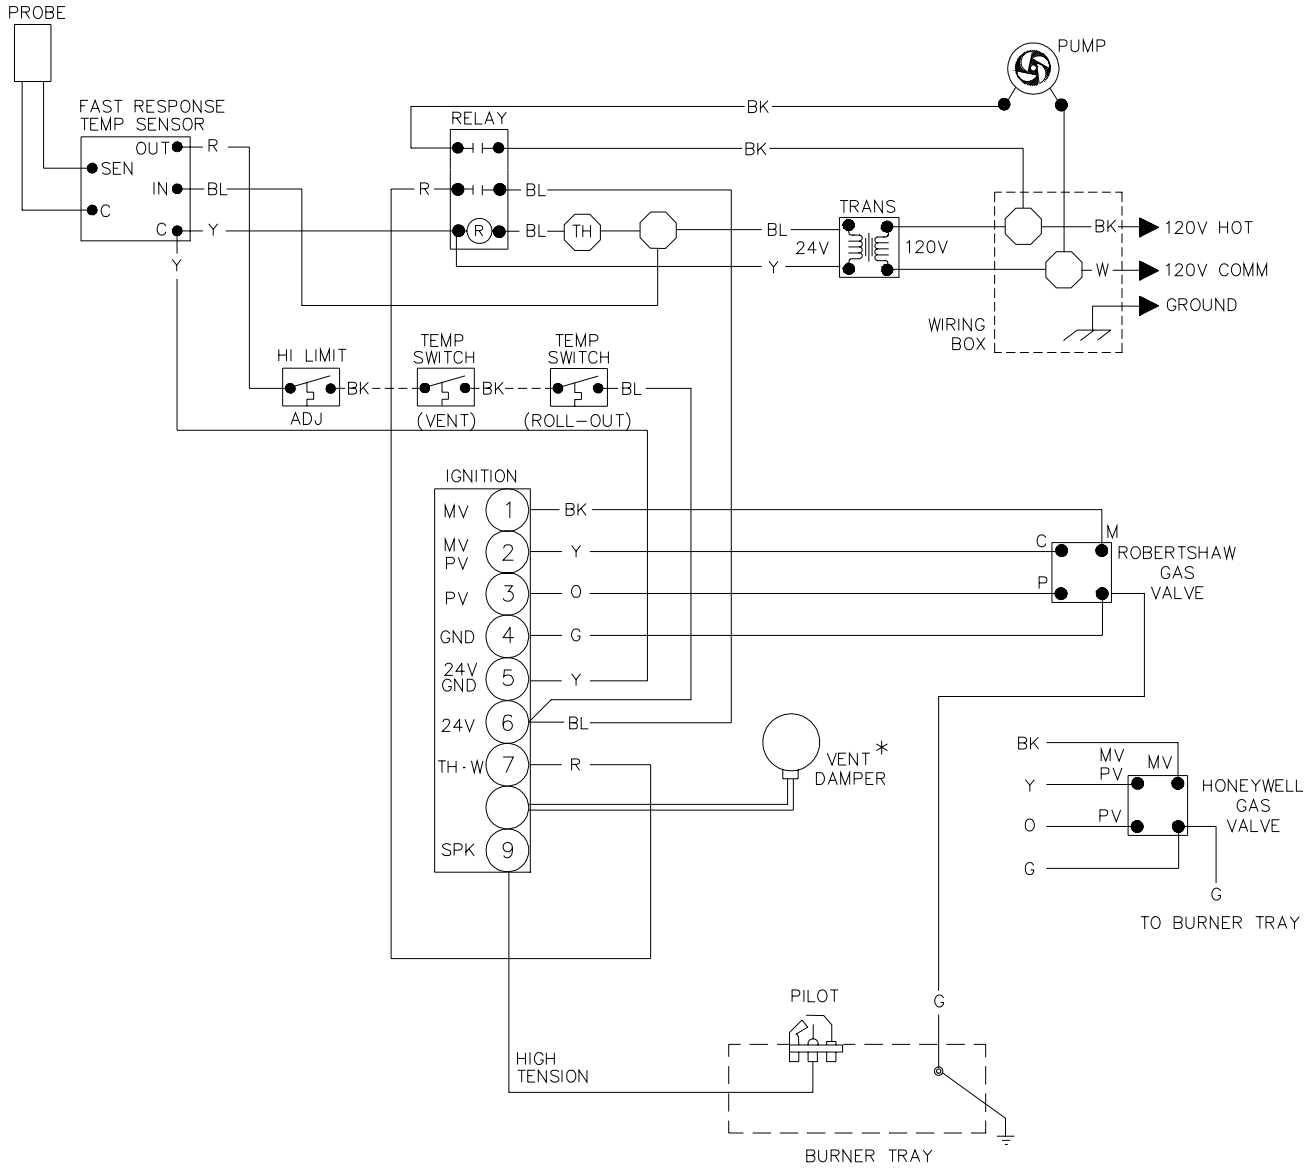 PROBE
FAST RESPONSE
TEMP SENSOR
OUT
R
SEN
IN
BL
C
C
Y
Y
RELAY
R
BL
R
BL
TH
BK
BK
PUMP
TRANS
BL
24V
120V
Y
BK
120V HOT
W
120V COMM
GROUND
WIRING
BOX
HI LIMIT
BK
ADJ
TEMP
SWITCH
BK
(VENT)
TEMP
SWITCH
BL
(ROLL-OUT)
IGNITION
MV
1
BK
MV
PV
2
Y
PV
3
O
GND
4
G
24V
GND
5
Y
24V
6
BL
TH-W
7
R
SPK
9
M
C
P
ROBERTSHAW
GAS
VALVE
VENT *
DAMPER
BK
MV
PV
MV
Y
O
PV
G
HONEYWELL
GAS
VALVE
G
TO BURNER TRAY
PILOT
G
HIGH
TENSION
BURNER TRAY